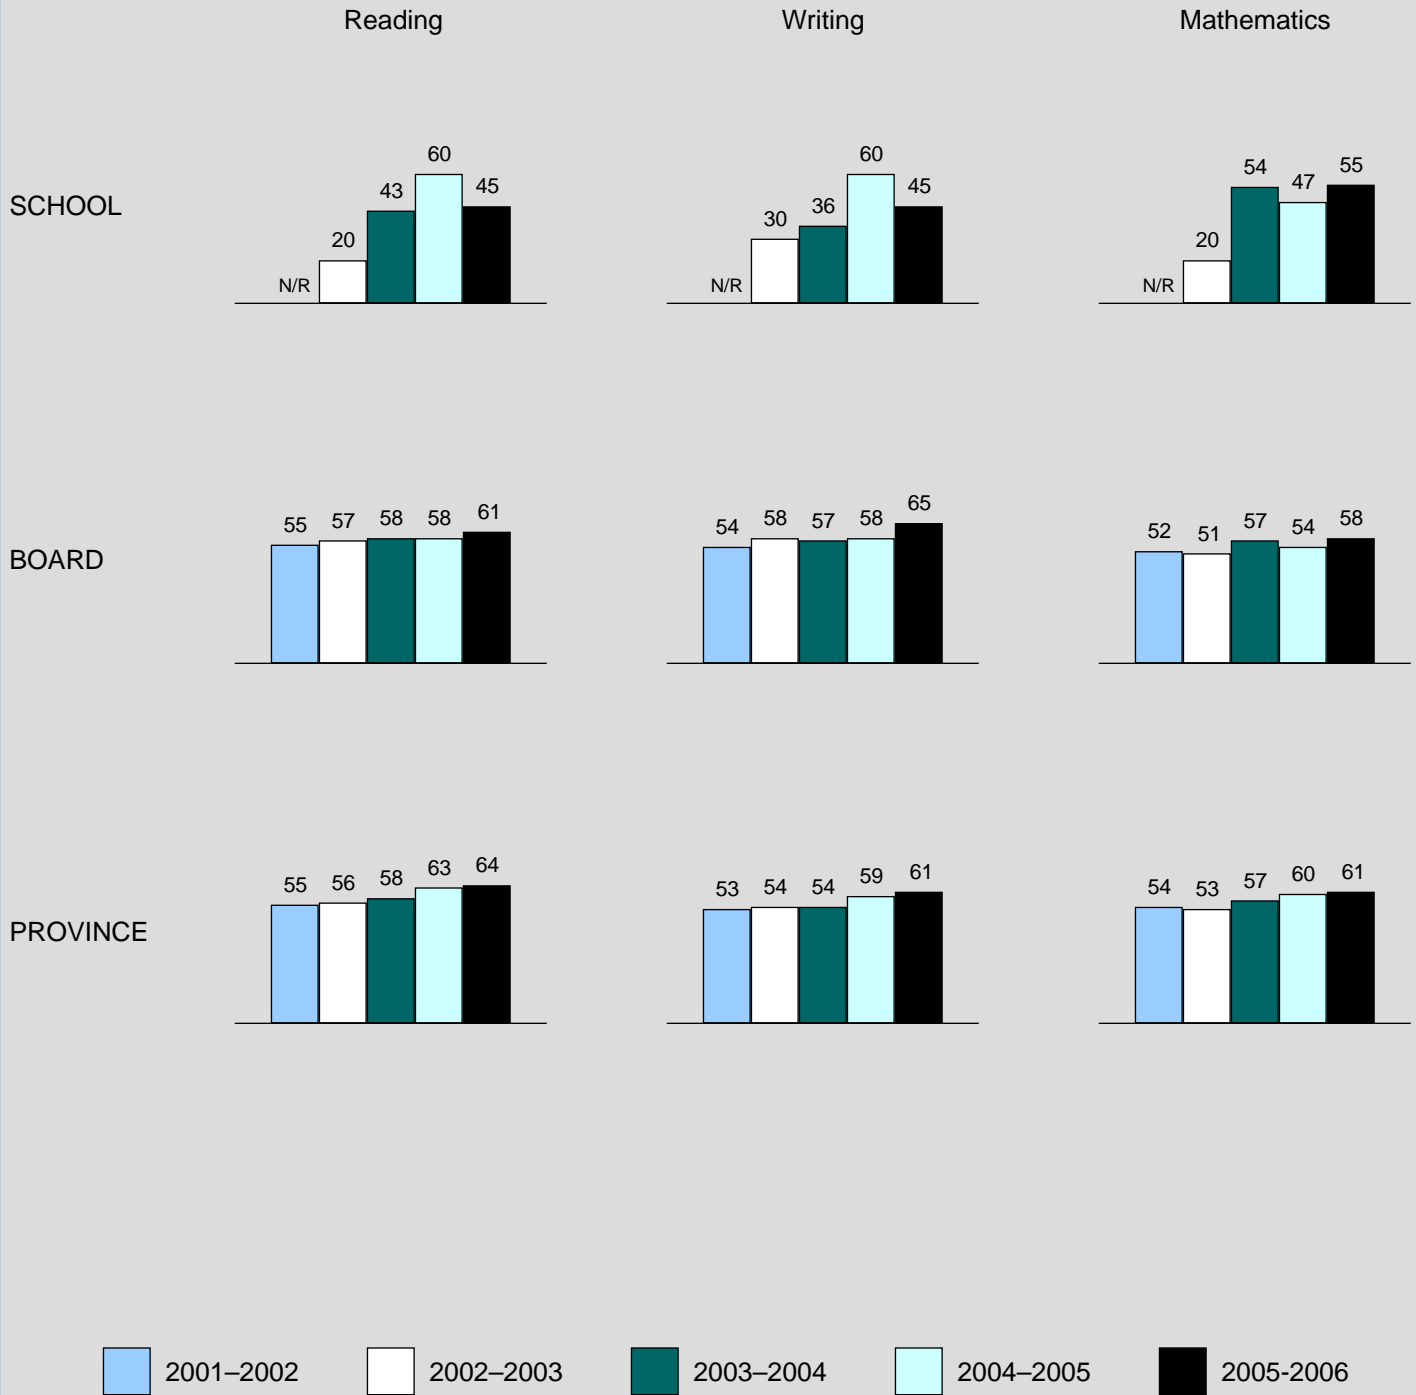 Reading Writing Mathematics
SCHOOL
N/R 20 43 60 45
N/R 30 36 60 45
N/R 20 54 47 55
BOARD
55 57 58 58 61
54 58 57 58 65
52 51 57 54 58
PROVINCE
55 56 58 63 64
53 54 54 59 61
54 53 57 60 61
2001–2002 2002–2003 2003–2004 2004–2005 2005-2006